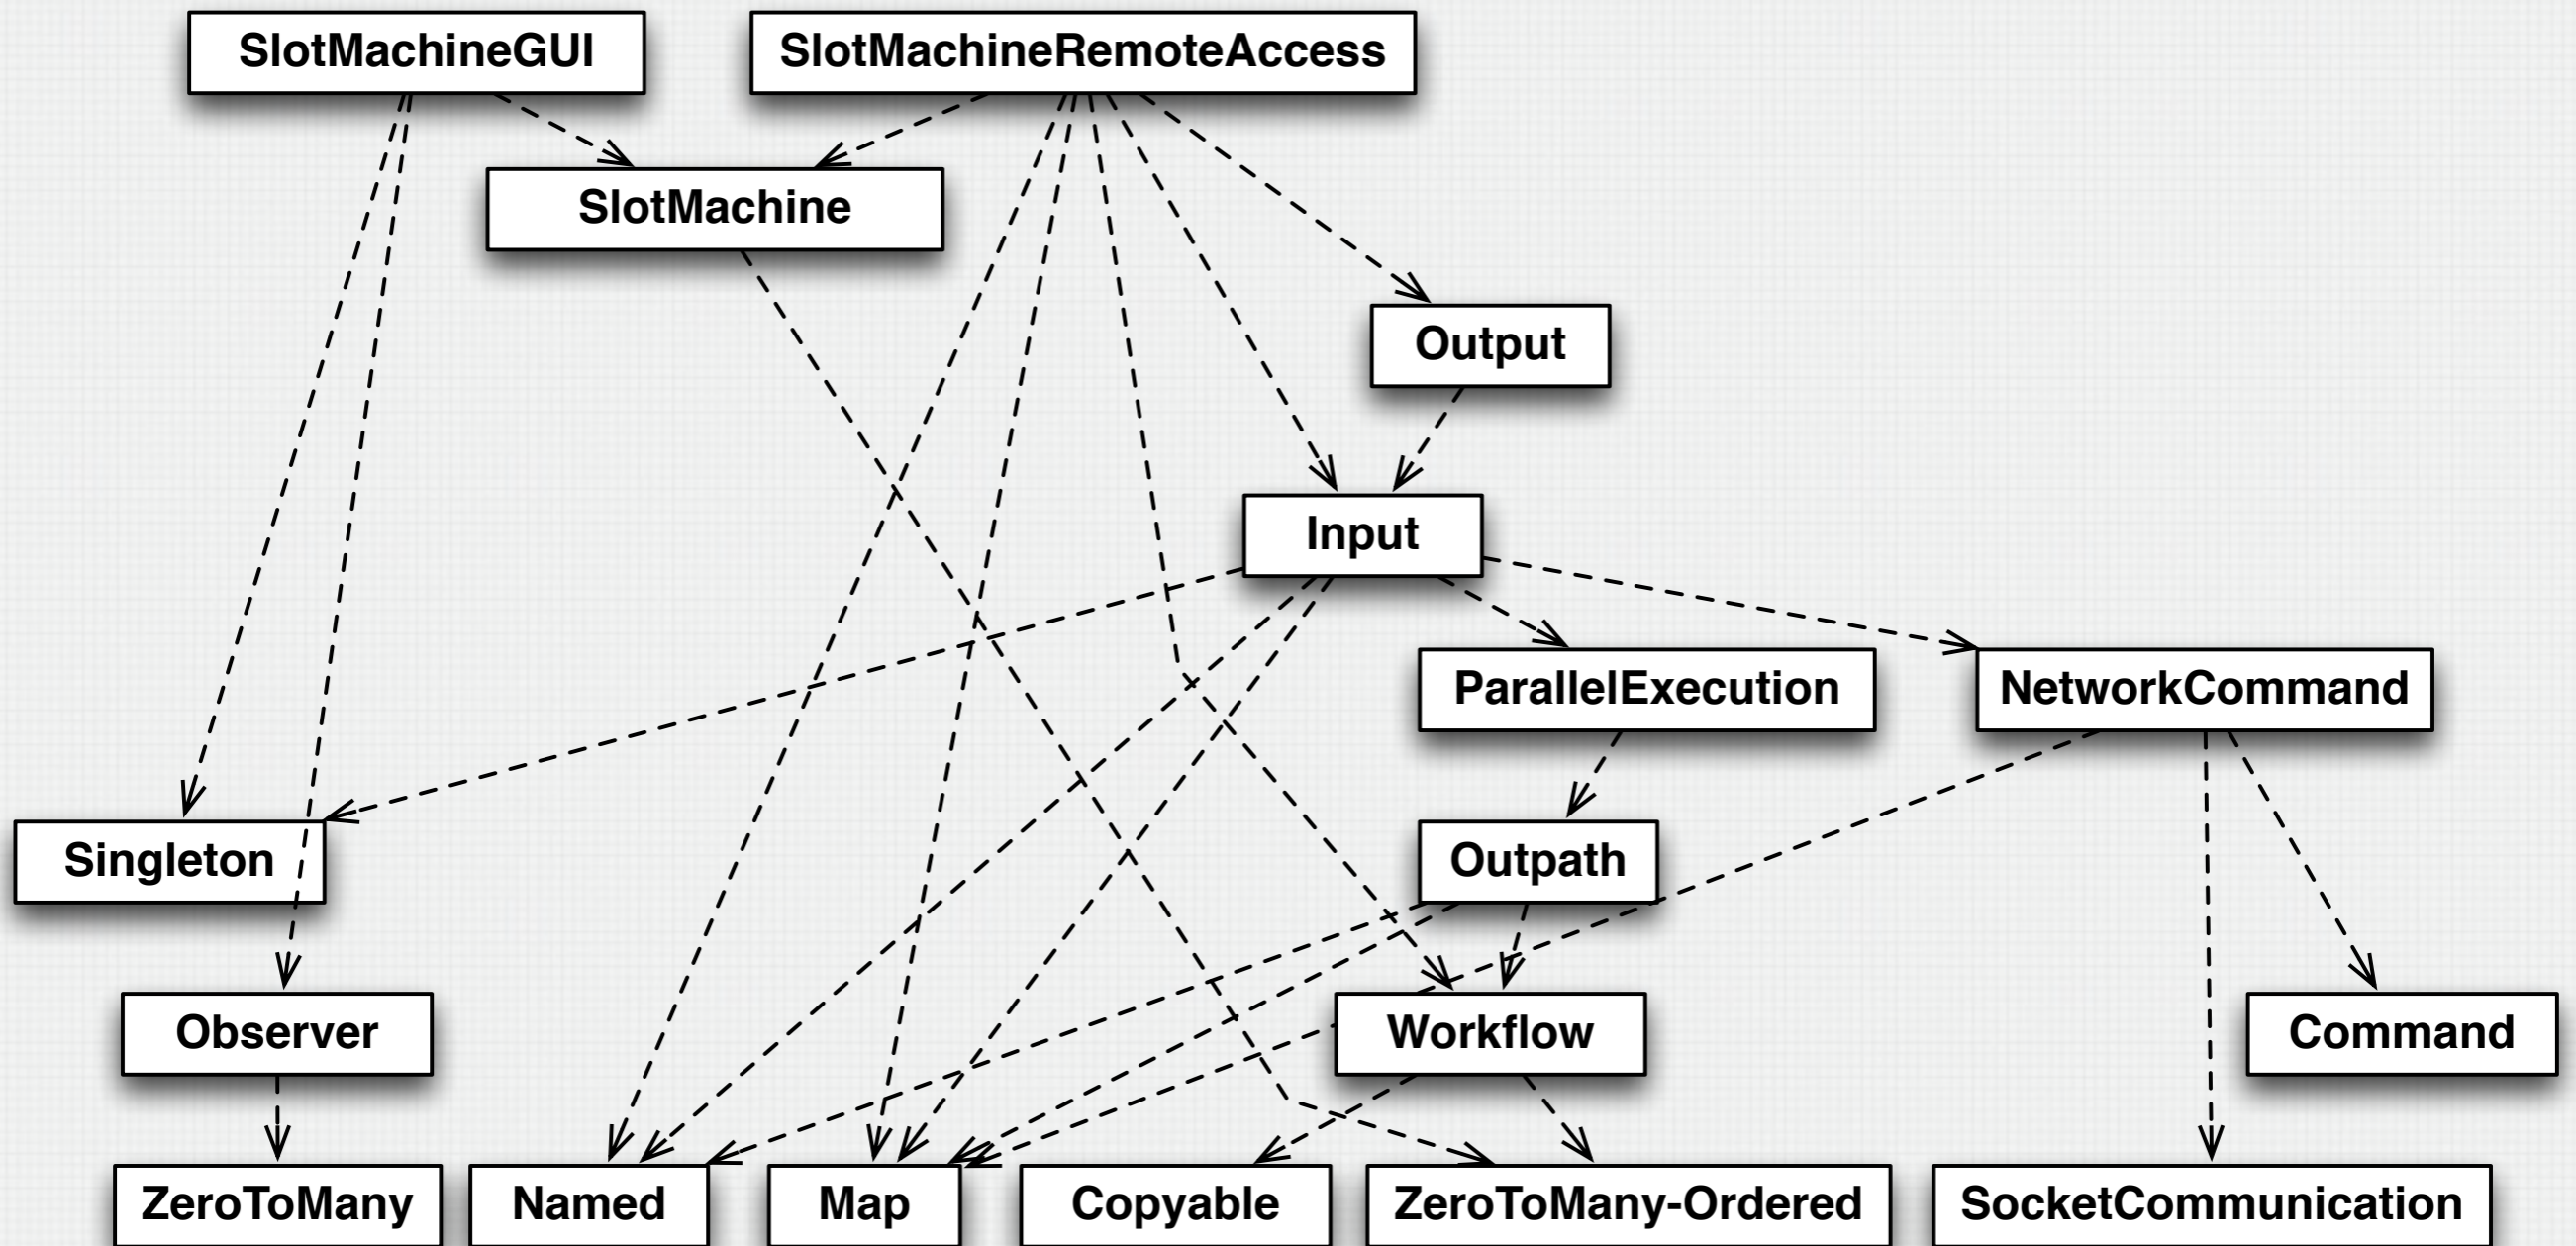 SlotMachineGUI
SlotMachineRemoteAccess
SlotMachine
Output
Input
ParallelExecution
NetworkCommand
Singleton
Outpath
Observer
Workflow
Command
ZeroToMany
Named
Map
Copyable
ZeroToMany-Ordered
SocketCommunication